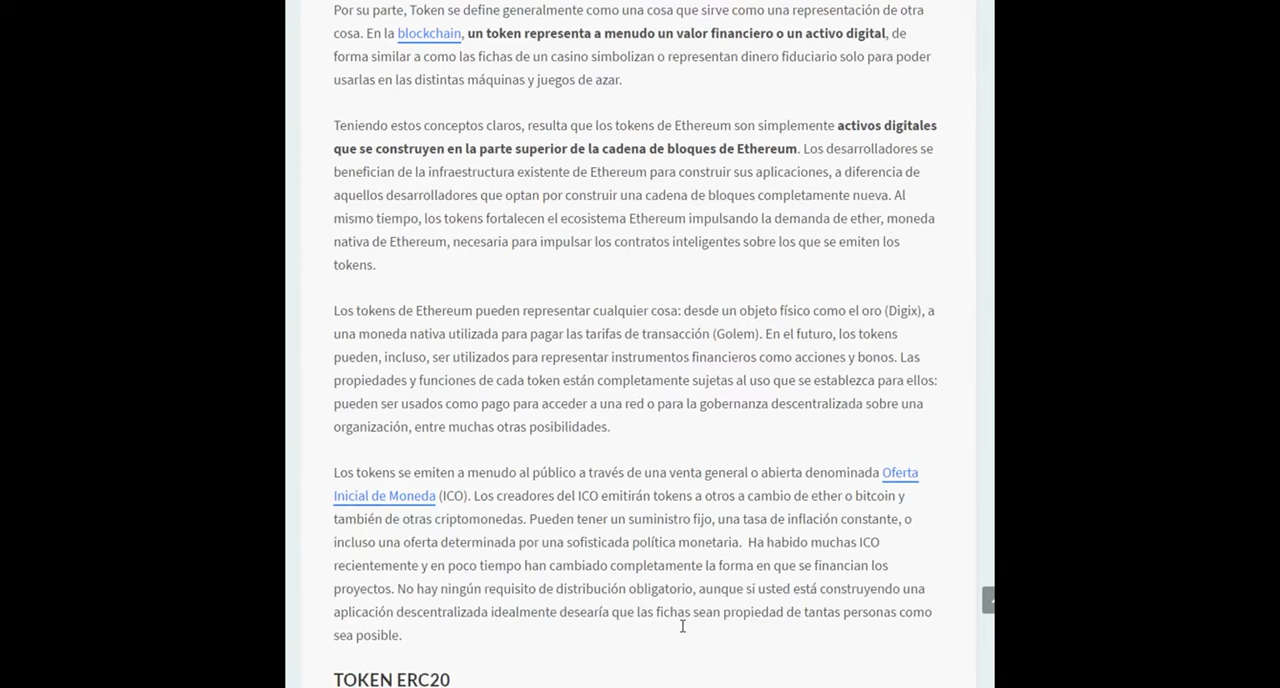 Por su parte, Token se define generalmente como una cosa que sirve como una representación de otra
cosa. En la blockchain, un token representa a menudo un valor financiero o un activo digital, de
forma similar a como las fichas de un casino simbolizan o representan dinero fiduciario solo para poder
usarlas en las distintas máquinas y juegos de azar.
Teniendo estos conceptos claros, resulta que los tokens de Ethereum son simplemente activos digitales
que se construyen en la parte superior de la cadena de bloques de Ethereum. Los desarrolladores se
benefician de la infraestructura existente de Ethereum para construir sus aplicaciones, a diferencia de
aquellos desarrolladores que optan por construir una cadena de bloques completamente nueva. Al
mismo tiempo, los tokens fortalecen el ecosistema Ethereum impulsando la demanda de ether, moneda
nativa de Ethereum, necesaria para impulsar los contratos inteligentes sobre los que se emiten los
tokens.
Los tokens de Ethereum pueden representar cualquier cosa: desde un objeto físico como el oro (Digix), a
una moneda nativa utilizada para pagar las tarifas de transacción (Golem). En el futuro, los tokens
pueden, incluso, ser utilizados para representar instrumentos financieros como acciones y bonos. Las
propiedades y funciones de cada token están completamente sujetas al uso que se establezca para ellos:
pueden ser usados como pago para acceder a una red o para la gobernanza descentralizada sobre una
organización, entre muchas otras posibilidades.
Los tokens se emiten a menudo al público a través de una venta general o abierta denominada Oferta
Inicial de Moneda (ICO). Los creadores del ICO emitirán tokens a otros a cambio de ether o bitcoin y
también de otras criptomonedas. Pueden tener un suministro fijo, una tasa de inflación constante, o
incluso una oferta determinada por una sofisticada política monetaria.  Ha habido muchas ICO
recientemente y en poco tiempo han cambiado completamente la forma en que se financian los
proyectos. No hay ningún requisito de distribución obligatorio, aunque si usted está construyendo una
aplicación descentralizada idealmente desearía que las fichas sean propiedad de tantas personas como
sea posible.
TOKEN ERC20